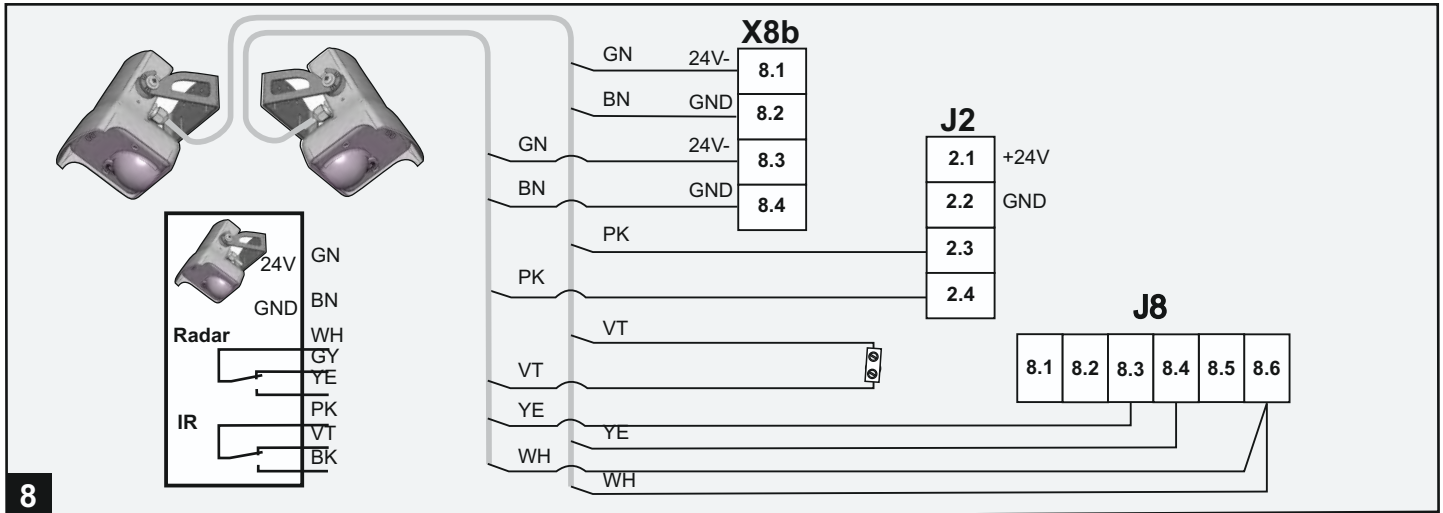 X8b
GN 24V- 8.1
BN GND 8.2
J2
GN 24V- 8.3
2.1 +24V
BN GND 8.4
2.2 GND
PK 2.3
24V GN
PK 2.4
GND BN
J8
Radar WH
VT
GY
8.1 8.2 8.3 8.4 8.5 8.6
YE
VT
PK
YE
IR
YE
VT
WH
BK
WH
8